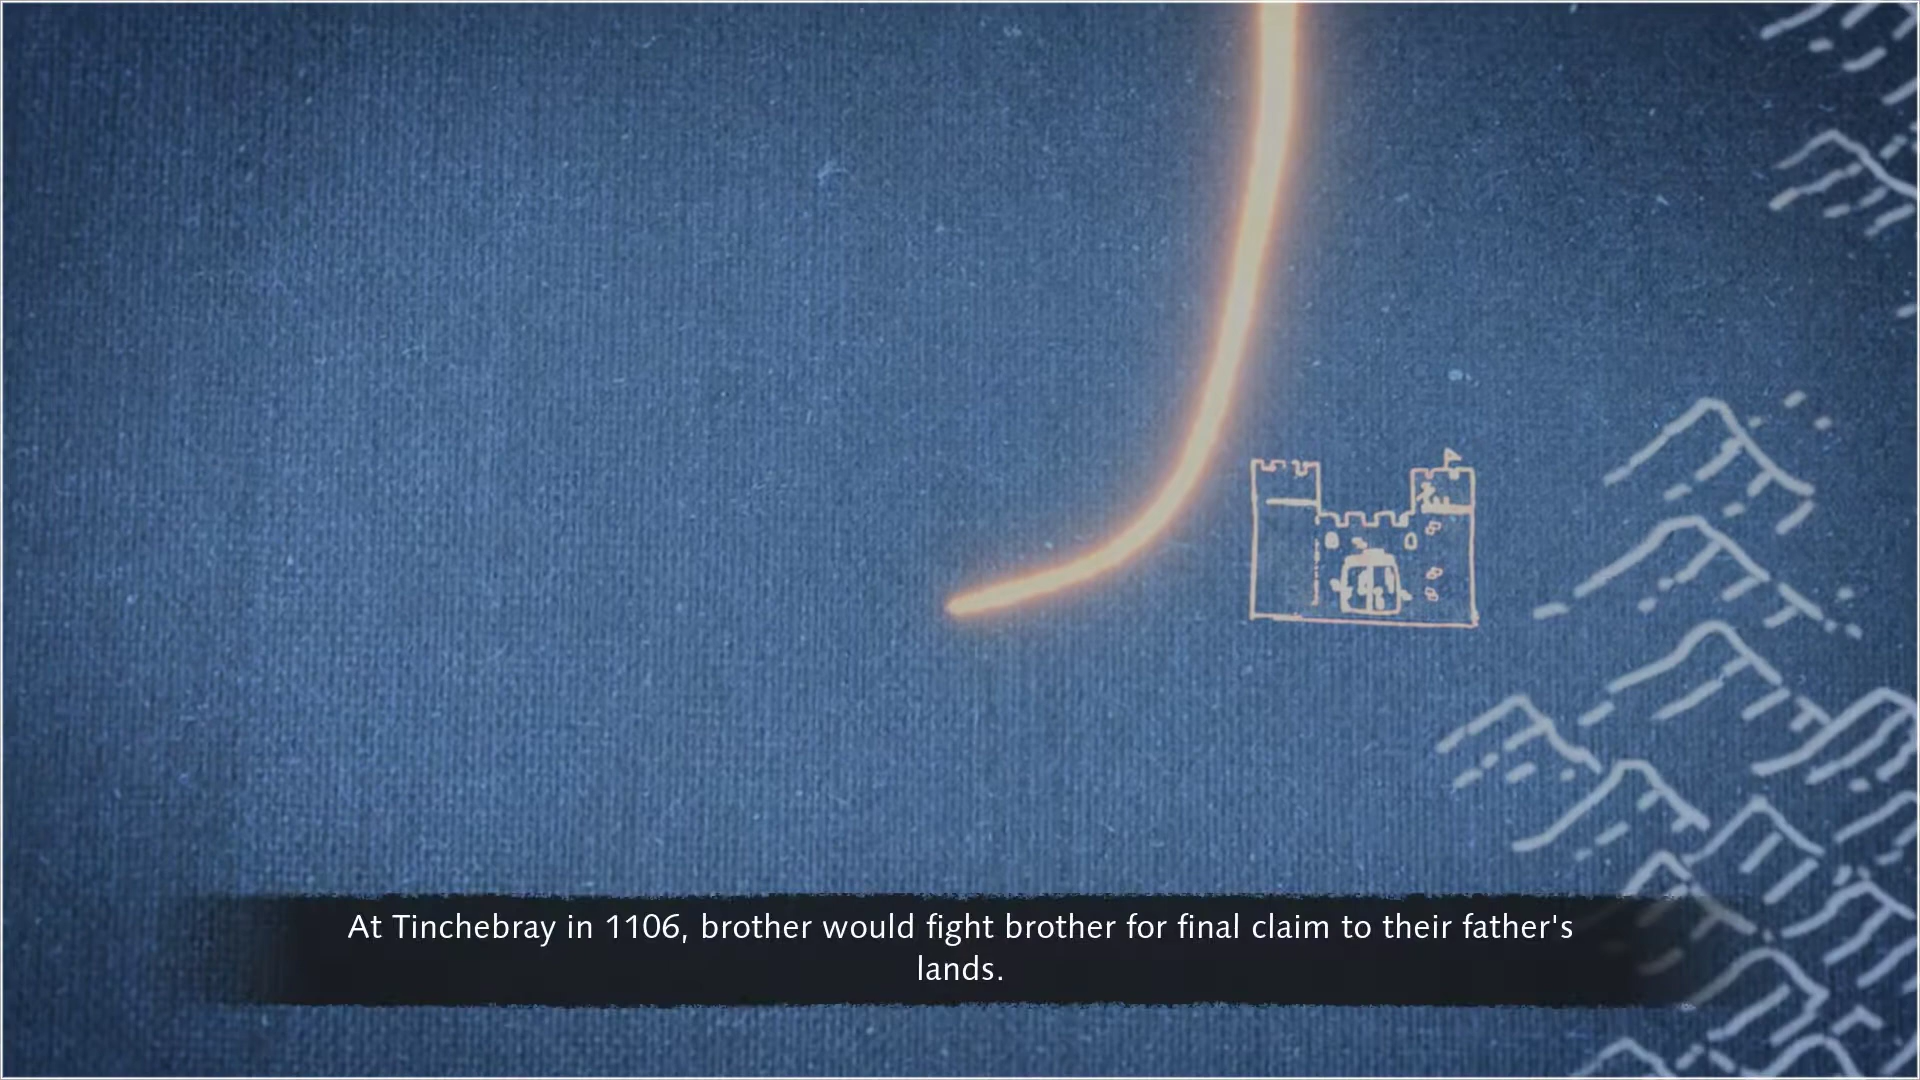 At Tinchebray in 1106, brother would fight brother for final claim to their father's
lands.